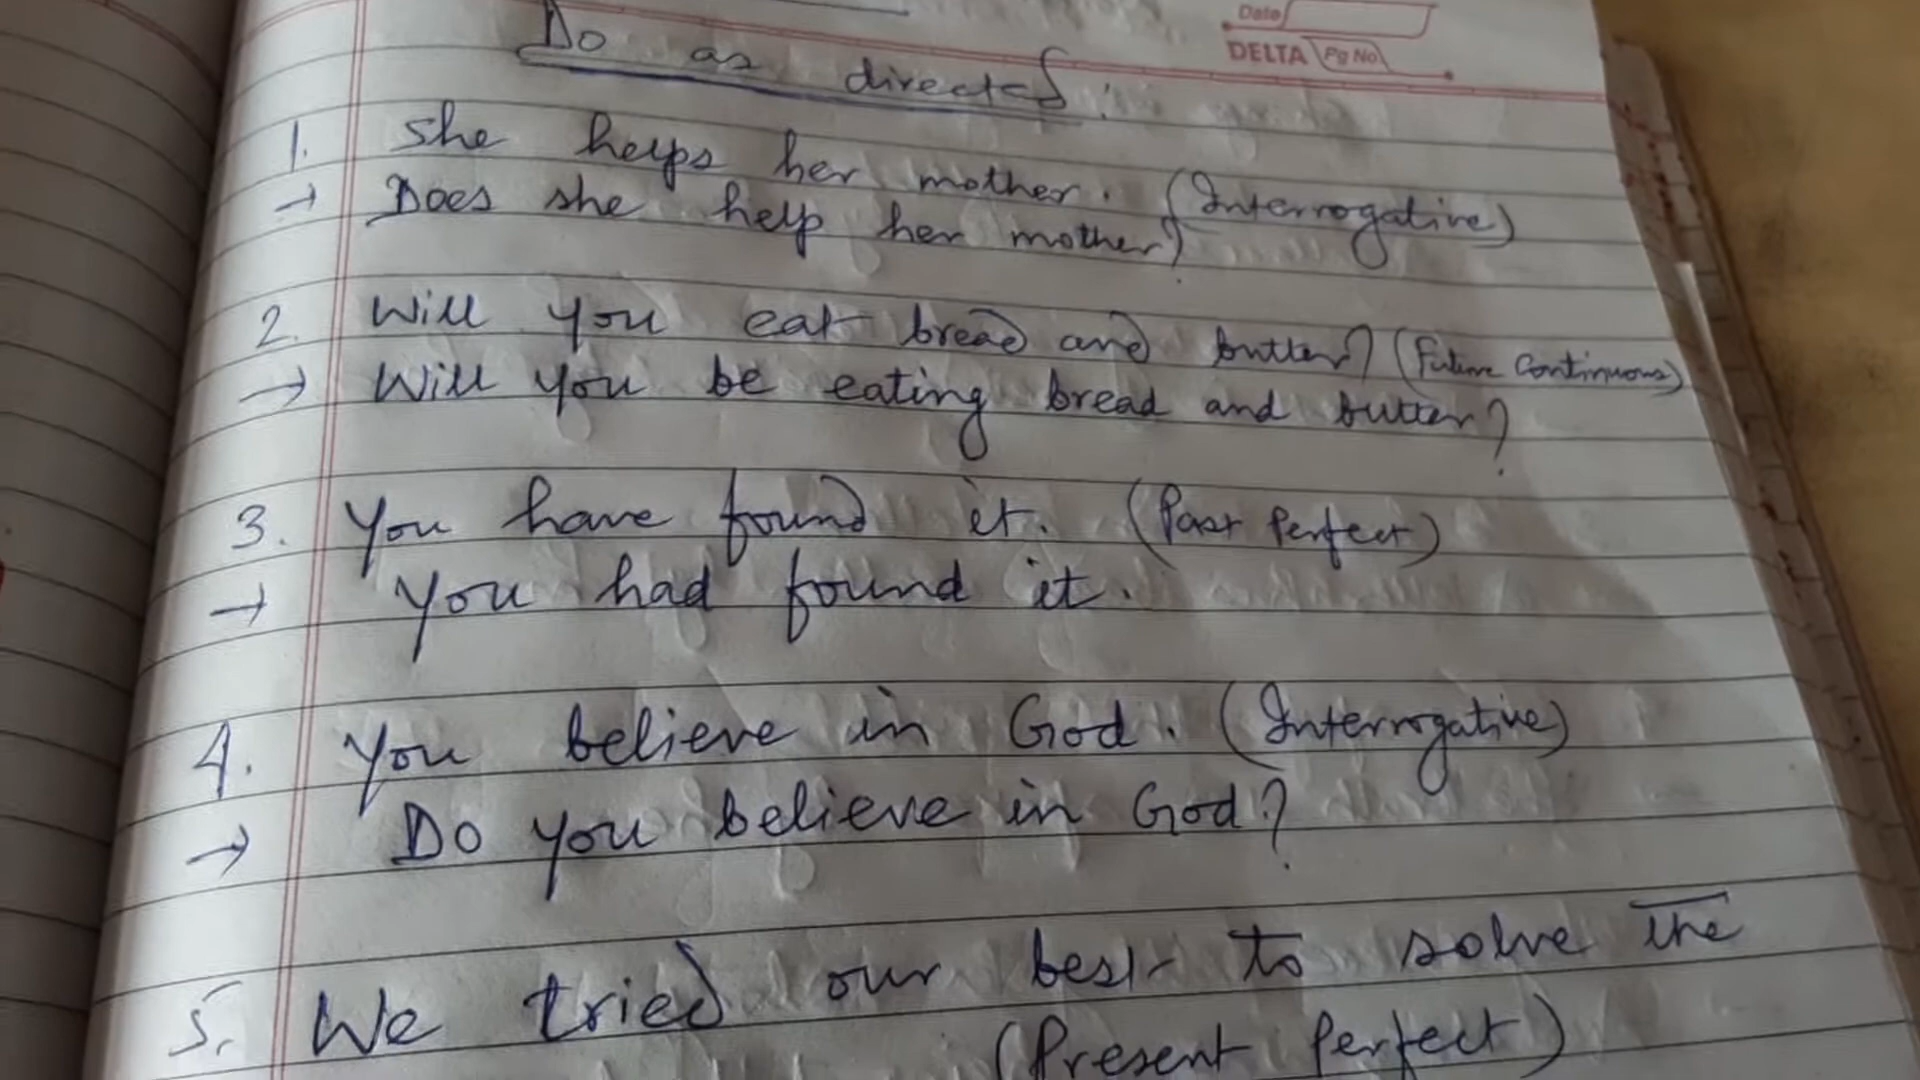 Date
DELTA Pg No
Do as directed:
1. She helps her mother. (Interrogative)
→ Does she help her mother?
2. Will you eat bread and butter? (Future Continuous)
→ Will you be eating bread and butter?
3. You have found it. (Past Perfect)
→ You had found it.
4. You believe in God. (Interrogative)
→ Do you believe in God?
5. We tried our best to solve the
(Present Perfect)